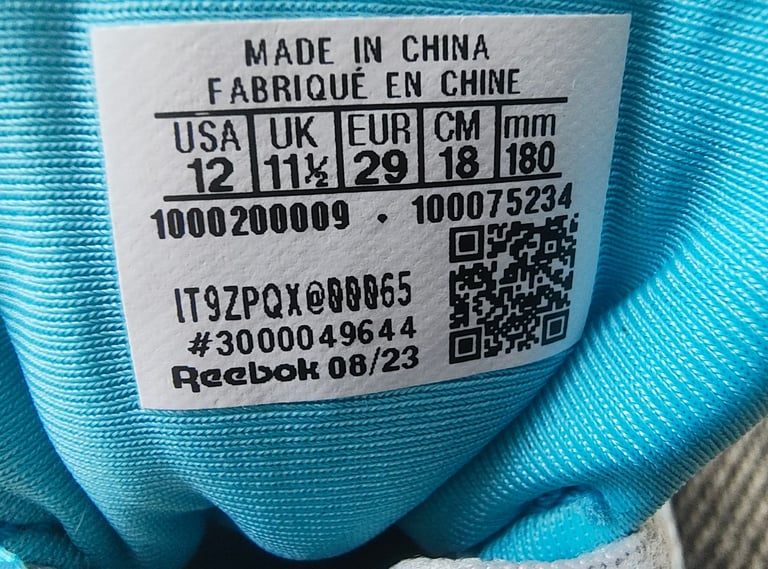 MADE IN CHINA
FABRIQUÉ EN CHINE
USA UK EUR CM mm
12 11½ 29 18 180
1000200009 · 100075234
IT9ZPQX@00065
#3000049644
Reebok 08/23